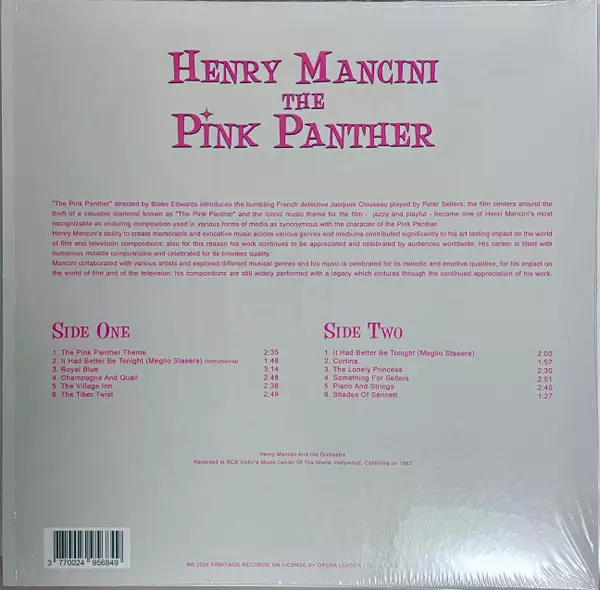 HENRY MANCINI
THE
PINK PANTHER
"The Pink Panther" directed by Blake Edwards introduces the bumbling French detective Jacques Clouseau played by Peter Sellers: the film centers around the
theft of a valuable diamond known as "The Pink Panther" and the iconic music theme for the film - jazzy and playful - became one of Henri Mancini's most
recognizable as enduring composition used in various forms of media as synonymous with the character of the Pink Panther.
Henry Mancini's ability to create memorable and evocative music across various genres and mediums contributed significantly to his art lasting impact on the world
of film and television compositions: also for this reason his work continues to be appreciated and celebrated by audiences worldwide. His career is filled with
numerous notable compositions and celebrated for its timeless quality.
Mancini collaborated with various artists and explored different musical genres and his music is celebrated for its melodic and emotive qualities, for his impact on
the world of film and of the television: his compositions are still widely performed with a legacy which endures through the continued appreciation of his work.
SIDE ONE
1. The Pink Panther Theme 2:35
2. It Had Better Be Tonight (Meglio Stasera) Instrumental 1:48
3. Royal Blue 3:14
4. Champagne And Quail 2:48
5. The Village Inn 2:38
6. The Tiber Twist 2:49
SIDE TWO
1. It Had Better Be Tonight (Meglio Stasera) 2:00
2. Cortina 1:57
3. The Lonely Princess 2:30
4. Something For Sellers 2:51
5. Piano And Strings 2:40
6. Shades Of Sennett 1:27
Henry Mancini And His Orchestra
Recorded in RCA Victor's Music Center Of The World, Hollywood, California on 1963
3 770024 956849
2024 ERMITAGE RECORDS ON LICENSE BY OPERA LEADER